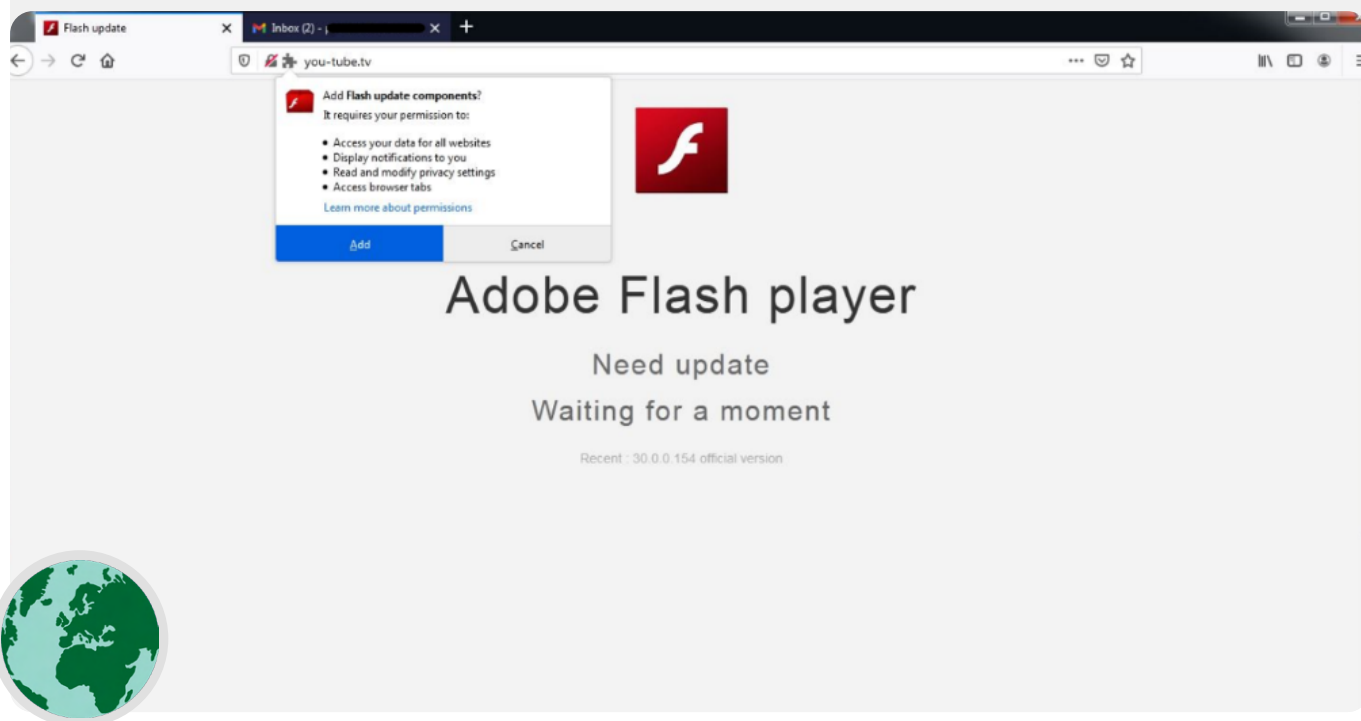 Flash update
Inbox (2) -
you-tube.tv
Add Flash update components?
It requires your permission to:
• Access your data for all websites
• Display notifications to you
• Read and modify privacy settings
• Access browser tabs
Learn more about permissions
Add Cancel
Adobe Flash player
Need update
Waiting for a moment
Recent : 30.0.0.154 official version